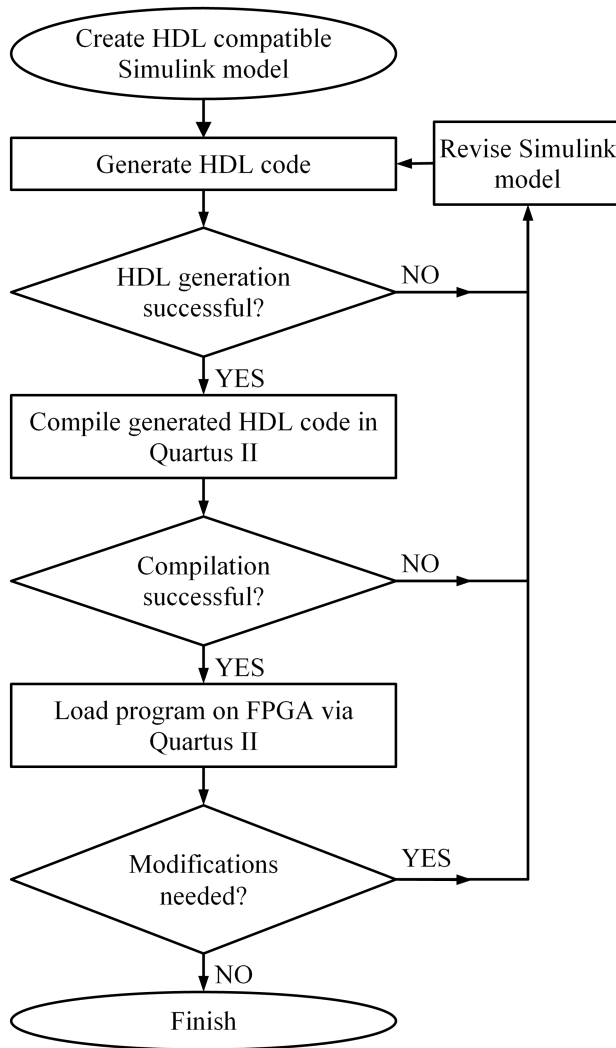 Create HDL compatible
Simulink model
Generate HDL code
Revise Simulink
model
HDL generation
successful?
NO
YES
Compile generated HDL code in
Quartus II
Compilation
successful?
NO
YES
Load program on FPGA via
Quartus II
Modifications
needed?
YES
NO
Finish